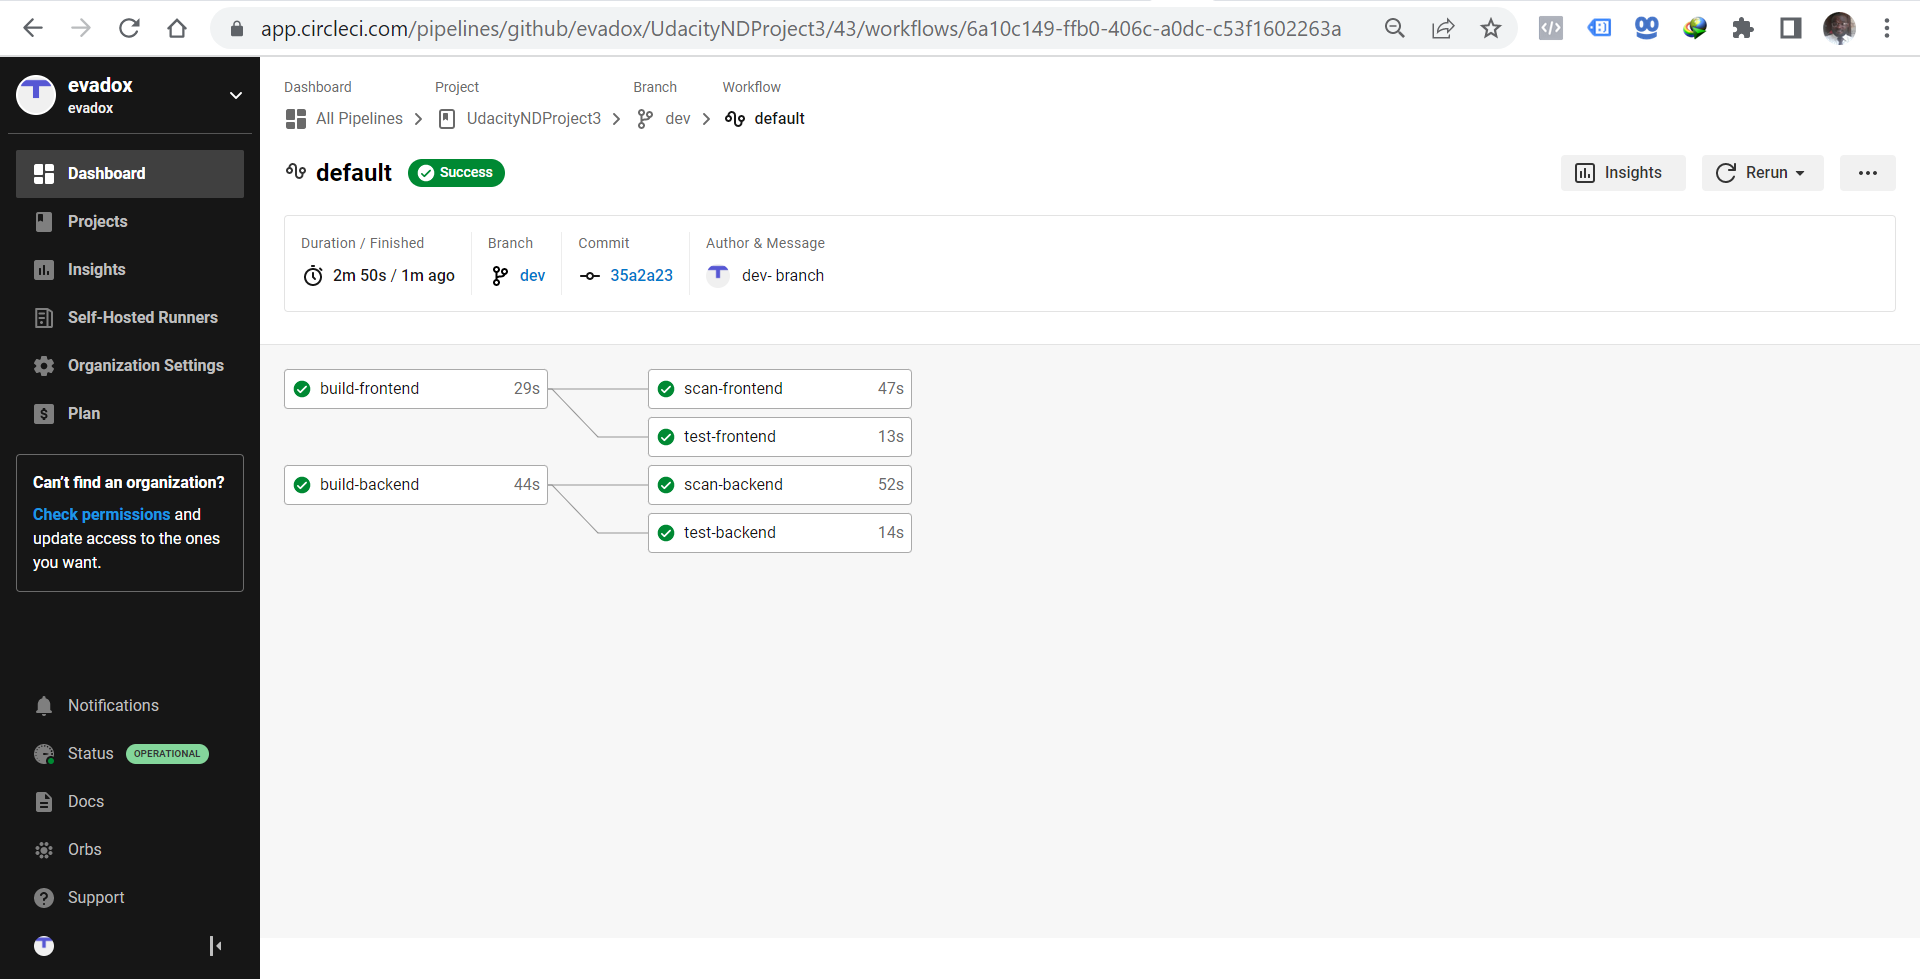 app.circleci.com/pipelines/github/evadox/UdacityNDProject3/43/workflows/6a10c149-ffb0-406c-a0dc-c53f1602263a
evadox
evadox
Dashboard
Projects
Insights
Self-Hosted Runners
Organization Settings
Plan
Can't find an organization?
Check permissions and
update access to the ones
you want.
Notifications
Status OPERATIONAL
Docs
Orbs
Support
Dashboard Project Branch Workflow
All Pipelines UdacityNDProject3 dev default
default Success Insights Rerun
Duration / Finished Branch Commit Author & Message
2m 50s / 1m ago dev 35a2a23 dev- branch
build-frontend 29s scan-frontend 47s
test-frontend 13s
build-backend 44s scan-backend 52s
test-backend 14s